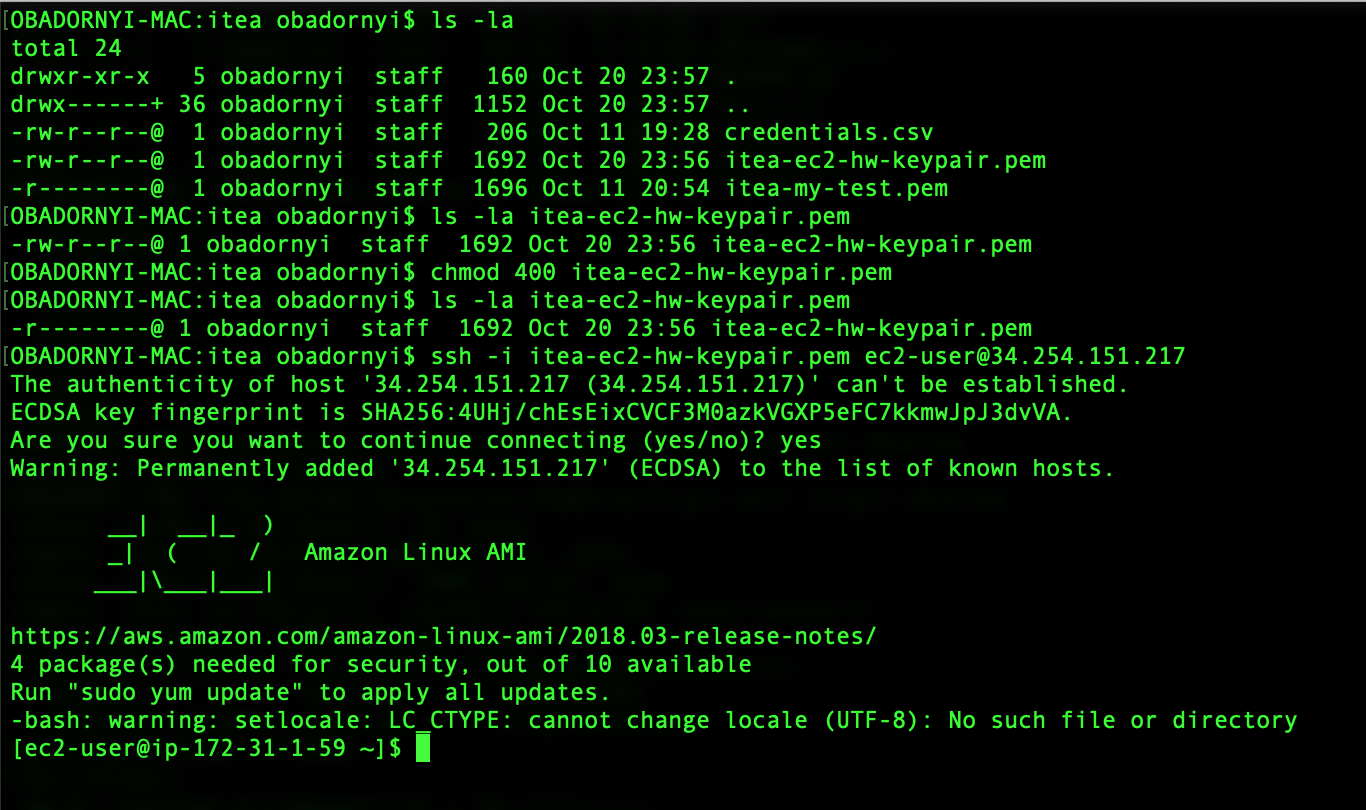 [OBADORNYI-MAC:itea obadornyi$ ls -la
total 24
drwxr-xr-x   5 obadornyi  staff   160 Oct 20 23:57 .
drwx------+ 36 obadornyi  staff  1152 Oct 20 23:57 ..
-rw-r--r--@  1 obadornyi  staff   206 Oct 11 19:28 credentials.csv
-rw-r--r--@  1 obadornyi  staff  1692 Oct 20 23:56 itea-ec2-hw-keypair.pem
-r--------@  1 obadornyi  staff  1696 Oct 11 20:54 itea-my-test.pem
[OBADORNYI-MAC:itea obadornyi$ ls -la itea-ec2-hw-keypair.pem
-rw-r--r--@ 1 obadornyi  staff  1692 Oct 20 23:56 itea-ec2-hw-keypair.pem
[OBADORNYI-MAC:itea obadornyi$ chmod 400 itea-ec2-hw-keypair.pem
[OBADORNYI-MAC:itea obadornyi$ ls -la itea-ec2-hw-keypair.pem
-r--------@ 1 obadornyi  staff  1692 Oct 20 23:56 itea-ec2-hw-keypair.pem
[OBADORNYI-MAC:itea obadornyi$ ssh -i itea-ec2-hw-keypair.pem ec2-user@34.254.151.217
The authenticity of host '34.254.151.217 (34.254.151.217)' can't be established.
ECDSA key fingerprint is SHA256:4UHj/chEsEixCVCF3M0azkVGXP5eFC7kkmwJpJ3dvVA.
Are you sure you want to continue connecting (yes/no)? yes
Warning: Permanently added '34.254.151.217' (ECDSA) to the list of known hosts.

       __|  __|_  )
       _|  (     /   Amazon Linux AMI
      ___|\___|___|

https://aws.amazon.com/amazon-linux-ami/2018.03-release-notes/
4 package(s) needed for security, out of 10 available
Run "sudo yum update" to apply all updates.
-bash: warning: setlocale: LC_CTYPE: cannot change locale (UTF-8): No such file or directory
[ec2-user@ip-172-31-1-59 ~]$